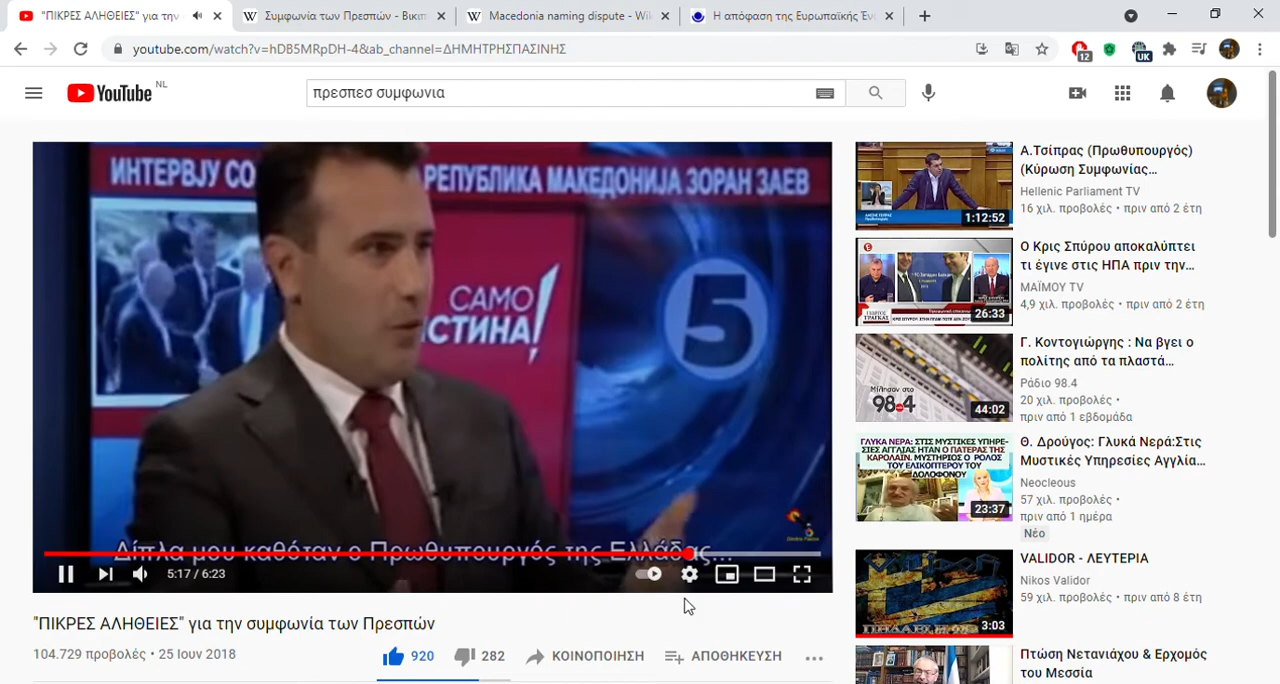 "ΠΙΚΡΕΣ ΑΛΗΘΕΙΕΣ" για την
Συμφωνία των Πρεσπών - Βικιπ
Macedonia naming dispute - Wik
Η απόφαση της Ευρωπαϊκής Ένω
youtube.com/watch?v=hDB5MRpDH-4&ab_channel=ΔΗΜΗΤΡΗΣΠΑΣΙΝΗΣ
12
UK
YouTube NL
πρεσπεσ συμφωνια
ИНТЕРВЈУ СО
РЕПУБЛИКА МАКЕДОНИЈА ЗОРАН ЗАЕВ
САМО
ИСТИНА!
5
Δίπλα μου καθόταν ο Πρωθυπουργός της Ελλάδας...
5:17 / 6:23
"ΠΙΚΡΕΣ ΑΛΗΘΕΙΕΣ" για την συμφωνία των Πρεσπών
104.729 προβολές • 25 Ιουν 2018
920
282
ΚΟΙΝΟΠΟΙΗΣΗ
ΑΠΟΘΗΚΕΥΣΗ
1:12:52
Α.Τσίπρας (Πρωθυπουργός)
(Κύρωση Συμφωνίας...
Hellenic Parliament TV
16 χιλ. προβολές • πριν από 2 έτη
26:33
Ο Κρις Σπύρου αποκαλύπτει
τι έγινε στις ΗΠΑ πριν την...
ΜΑΪΜΟΥ TV
4,9 χιλ. προβολές • πριν από 2 έτη
Μίλησαν στο
98•4
44:02
Γ. Κοντογιώργης : Να βγει ο
πολίτης από τα πλαστά...
Ράδιο 98.4
20 χιλ. προβολές •
πριν από 1 εβδομάδα
ΓΛΥΚΑ ΝΕΡΑ: ΣΤΙΣ ΜΥΣΤΙΚΕΣ ΥΠΗΡΕ-
ΣΙΕΣ ΑΓΓΛΙΑΣ ΗΤΑΝ Ο ΠΑΤΕΡΑΣ ΤΗΣ
ΚΑΡΟΛΑΙΝ. ΜΥΣΤΗΡΙΟΣ Ο ΡΟΛΟΣ
ΤΟΥ ΕΛΙΚΟΠΤΕΡΟΥ ΤΟΥ
ΔΟΛΟΦΟΝΟΥ
23:37
Θ. Δρούγος: Γλυκά Νερά:Στις
Μυστικές Υπηρεσίες Αγγλία...
Neocleous
57 χιλ. προβολές •
πριν από 1 ημέρα
Νέο
3:03
VALIDOR - ΛΕΥΤΕΡΙΑ
Nikos Validor
59 χιλ. προβολές • πριν από 8 έτη
Πτώση Νετανιάχου & Ερχομός
του Μεσσία